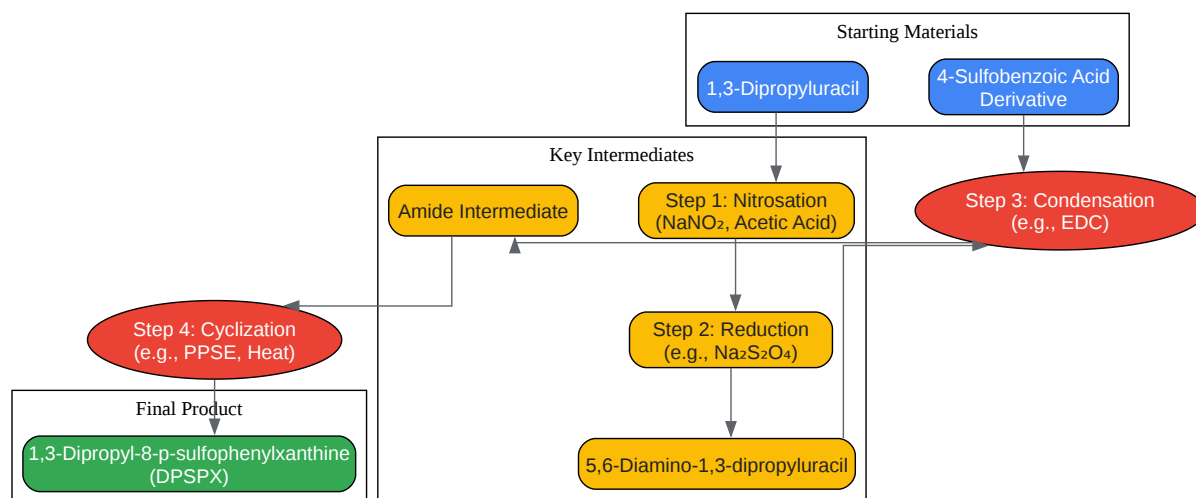 Starting Materials
1,3-Dipropyluracil
4-Sulfobenzoic Acid
Derivative
Key Intermediates
Amide Intermediate
Step 1: Nitrosation
(NaNO₂, Acetic Acid)
Step 3: Condensation
(e.g., EDC)
Step 4: Cyclization
(e.g., PPSE, Heat)
Step 2: Reduction
(e.g., Na₂S₂O₄)
Final Product
1,3-Dipropyl-8-p-sulfophenylxanthine
(DPSPX)
5,6-Diamino-1,3-dipropyluracil